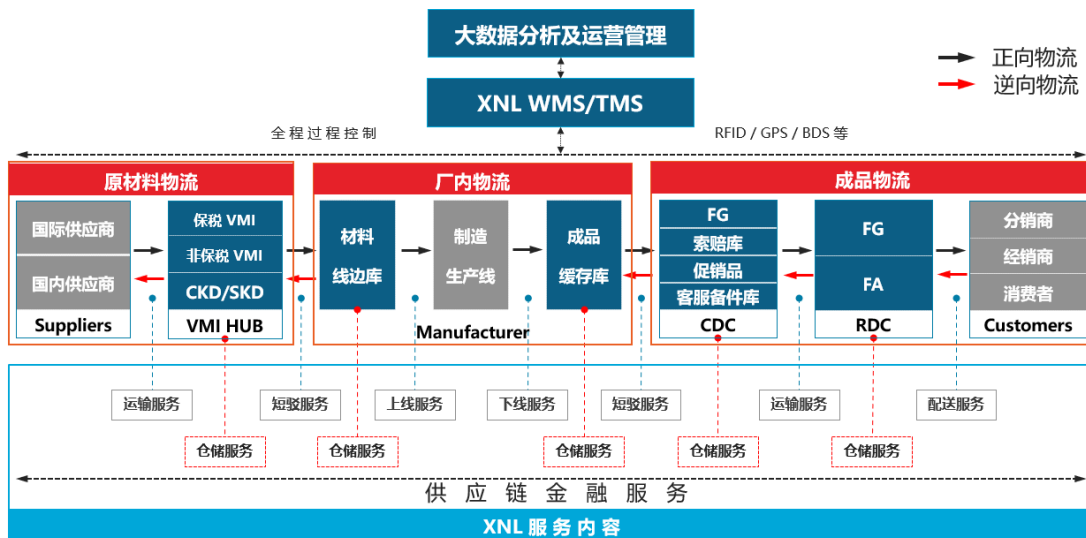 大数据分析及运营管理
正向物流
逆向物流
XNL WMS/TMS
全程过程控制
RFID / GPS / BDS 等
原材料物流
厂内物流
成品物流
国际供应商
国内供应商
Suppliers
保税 VMI
非保税 VMI
CKD/SKD
VMI HUB
材料
线边库
制造
生产线
成品
缓存库
Manufacturer
FG
索赔库
促销品
客服备件库
CDC
FG
FA
RDC
分销商
经销商
消费者
Customers
运输服务
短驳服务
上线服务
下线服务
短驳服务
运输服务
配送服务
仓储服务
仓储服务
仓储服务
仓储服务
仓储服务
供应链金融服务
XNL 服务内容